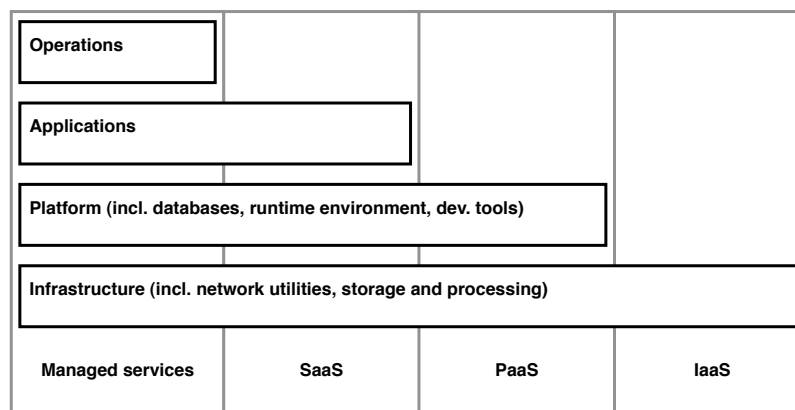 Operations
Applications
Platform (incl. databases, runtime environment, dev. tools)
Infrastructure (incl. network utilities, storage and processing)
Managed services SaaS PaaS IaaS